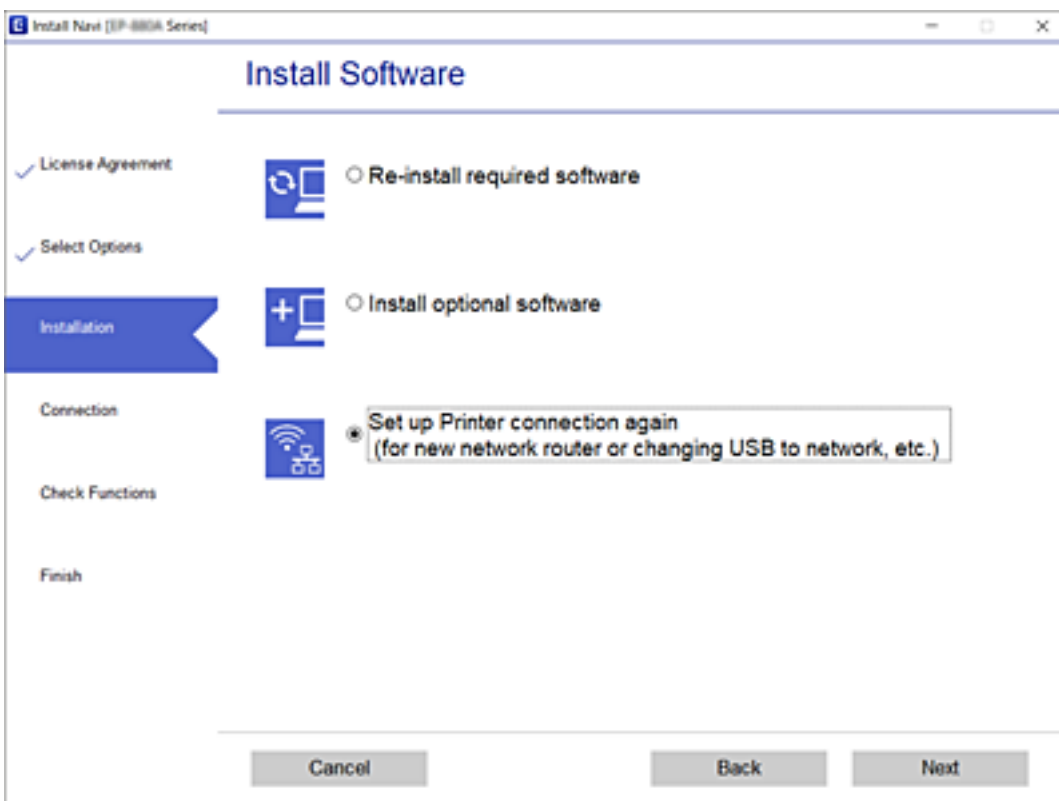 Install Navi [EP-880A Series]
Install Software
License Agreement
Select Options
Installation
Connection
Check Functions
Finish
Re-install required software
Install optional software
Set up Printer connection again
(for new network router or changing USB to network, etc.)
Cancel
Back
Next